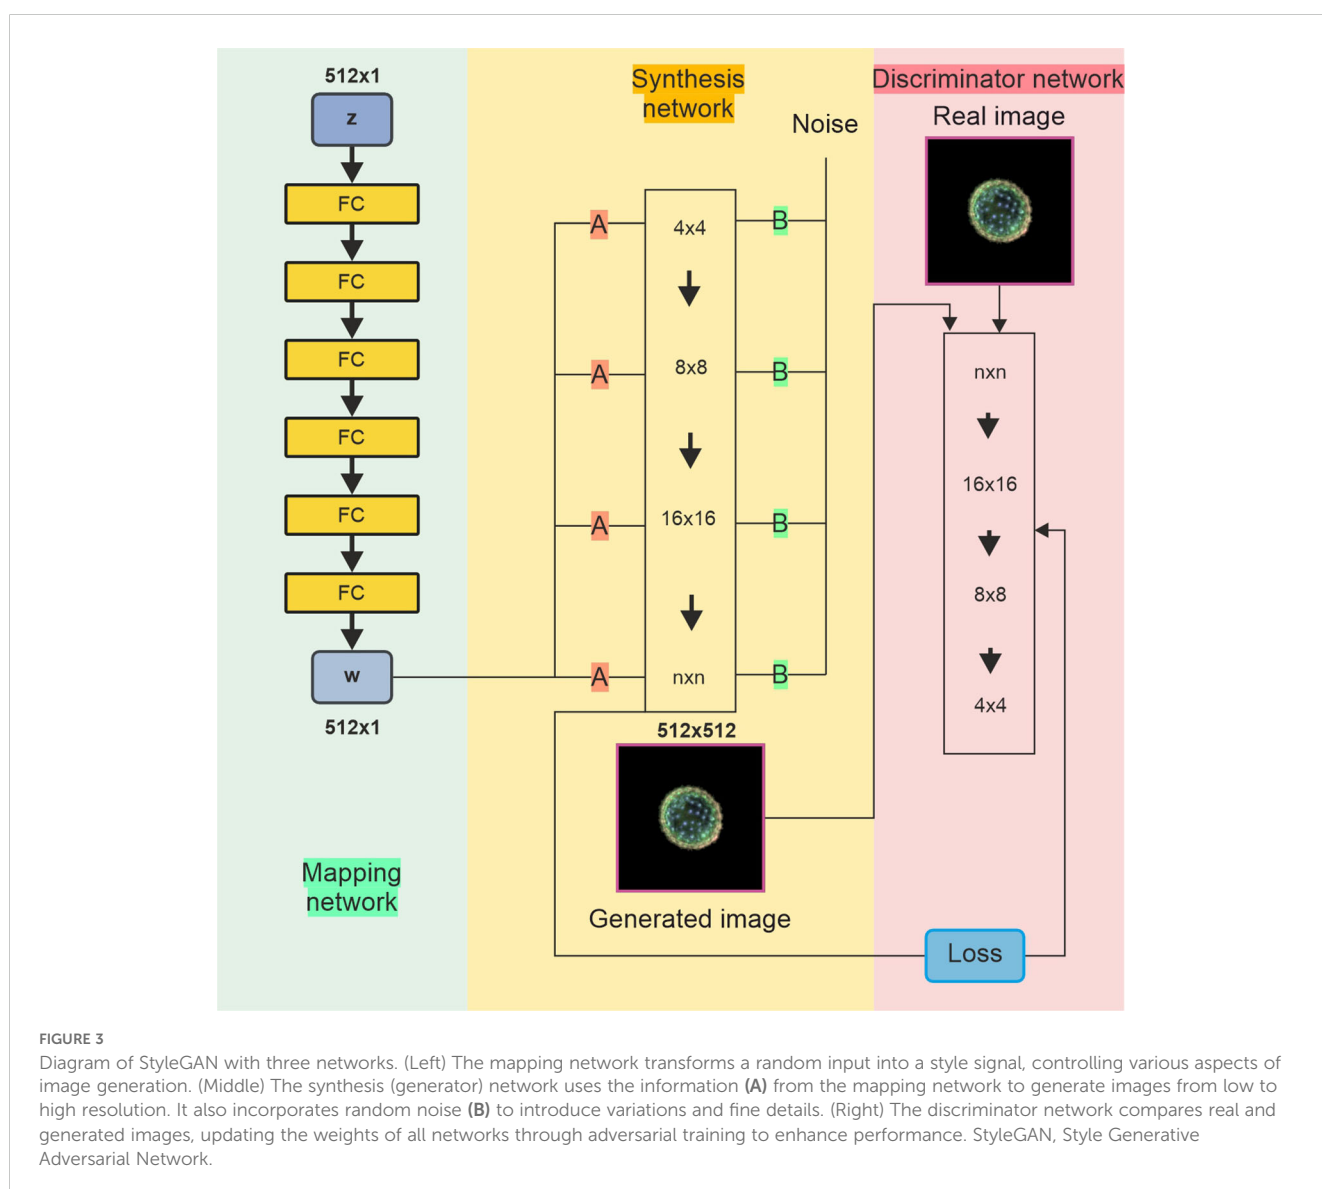 512x1
z
FC
FC
FC
FC
FC
FC
w
512x1
Mapping
network
Synthesis
network
Noise
A
4x4
B
A
8x8
B
A
16x16
B
A
nxn
B
512x512
Generated image
Discriminator network
Real image
nxn
16x16
8x8
4x4
Loss
FIGURE 3
Diagram of StyleGAN with three networks. (Left) The mapping network transforms a random input into a style signal, controlling various aspects of
image generation. (Middle) The synthesis (generator) network uses the information (A) from the mapping network to generate images from low to
high resolution. It also incorporates random noise (B) to introduce variations and fine details. (Right) The discriminator network compares real and
generated images, updating the weights of all networks through adversarial training to enhance performance. StyleGAN, Style Generative
Adversarial Network.